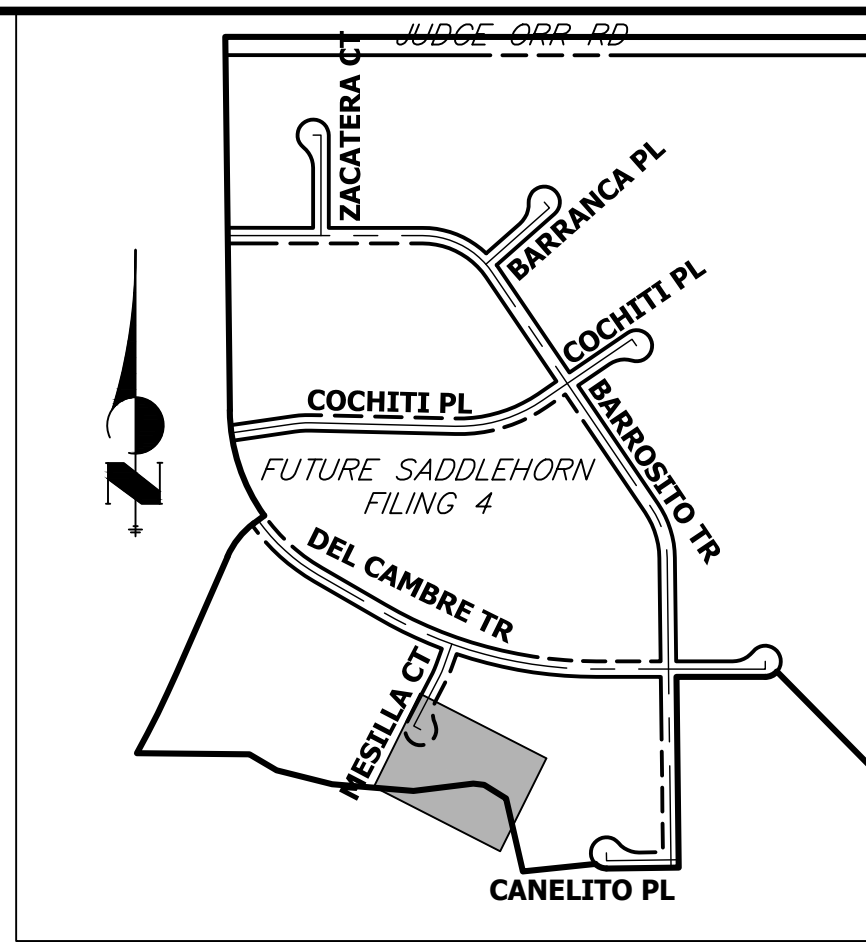 JUDGE ORR RD
ZACATERA CT
BARRANCA PL
COCHITI PL
COCHITI PL
BARROSITO TR
FUTURE SADDLEHORN
FILING 4
DEL CAMBRE TR
MESILLA CT
CANELITO PL
N